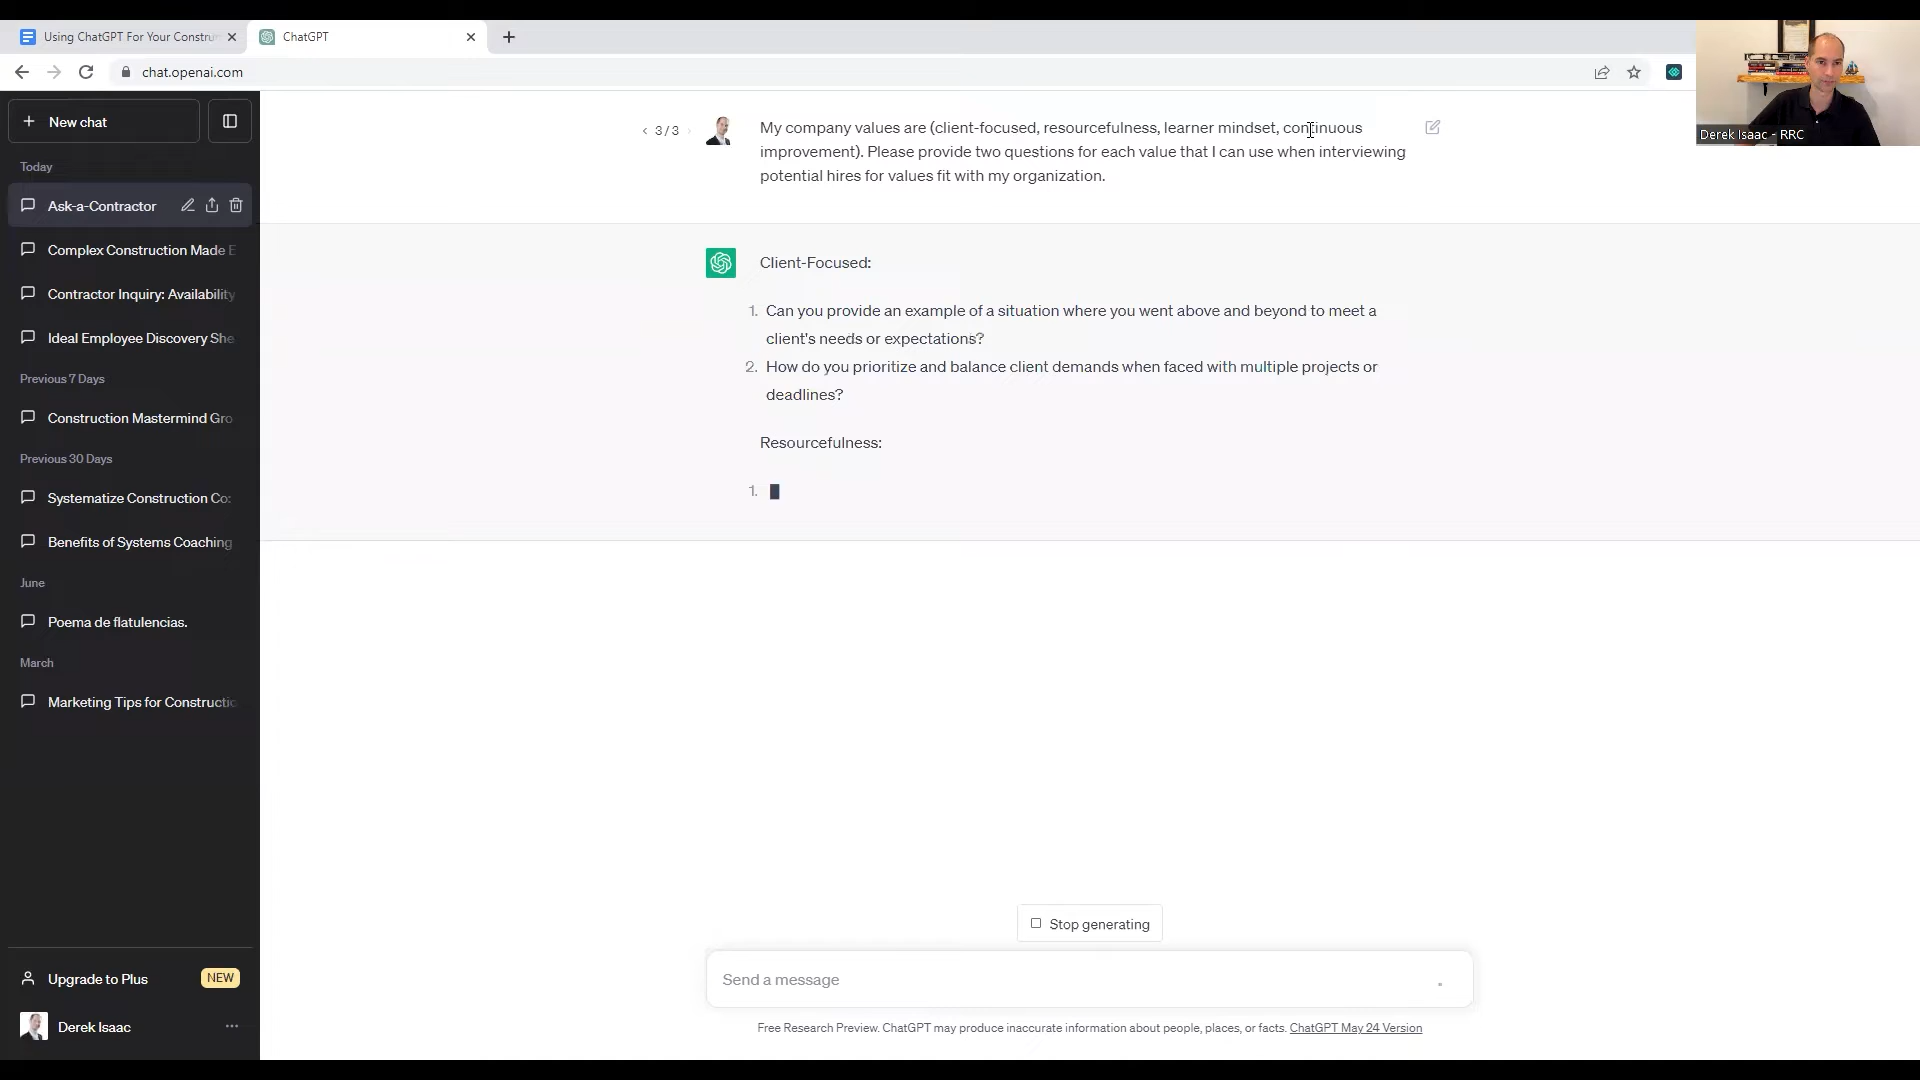 Using ChatGPT For Your Constru
ChatGPT
chat.openai.com
Derek Isaac - RRC
New chat
Today
Ask-a-Contractor
Complex Construction Made E
Contractor Inquiry: Availability
Ideal Employee Discovery She
Previous 7 Days
Construction Mastermind Gro
Previous 30 Days
Systematize Construction Co:
Benefits of Systems Coaching
June
Poema de flatulencias.
March
Marketing Tips for Constructio
Upgrade to Plus
NEW
Derek Isaac
3 / 3
My company values are (client-focused, resourcefulness, learner mindset, continuous
improvement). Please provide two questions for each value that I can use when interviewing
potential hires for values fit with my organization.
Client-Focused:
1. Can you provide an example of a situation where you went above and beyond to meet a
client's needs or expectations?
2. How do you prioritize and balance client demands when faced with multiple projects or
deadlines?
Resourcefulness:
1.
Stop generating
Send a message
Free Research Preview. ChatGPT may produce inaccurate information about people, places, or facts. ChatGPT May 24 Version